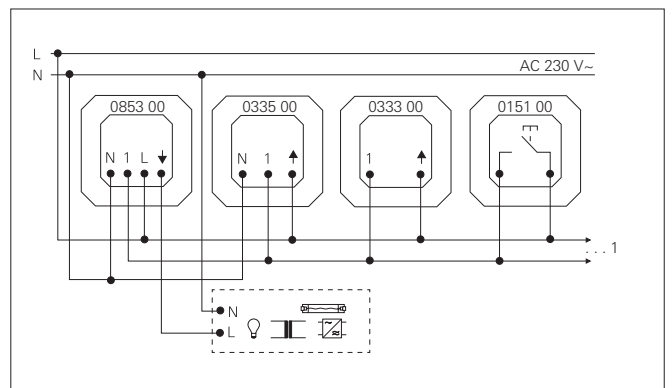 L
N
AC 230 V~
0853 00
0335 00
0333 00
0151 00
N 1 L
N 1
1
. . . 1
N
L